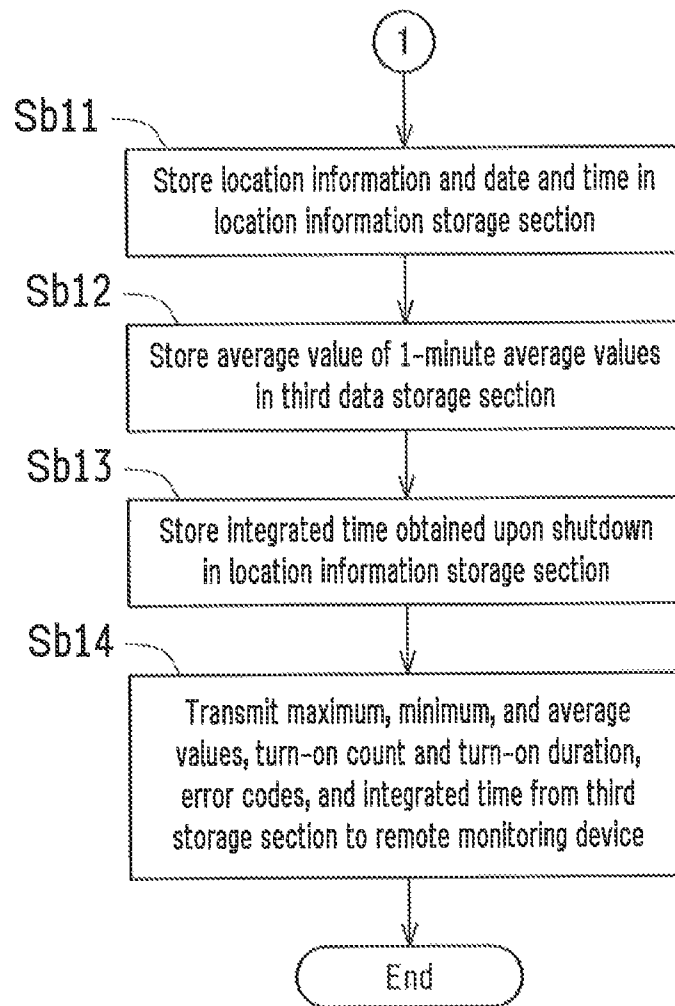 1
Sb11
Store location information and date and time in
location information storage section
Sb12
Store average value of 1-minute average values
in third data storage section
Sb13
Store integrated time obtained upon shutdown
in location information storage section
Sb14
Transmit maximum, minimum, and average
values, turn-on count and turn-on duration,
error codes, and integrated time from third
storage section to remote monitoring device
End